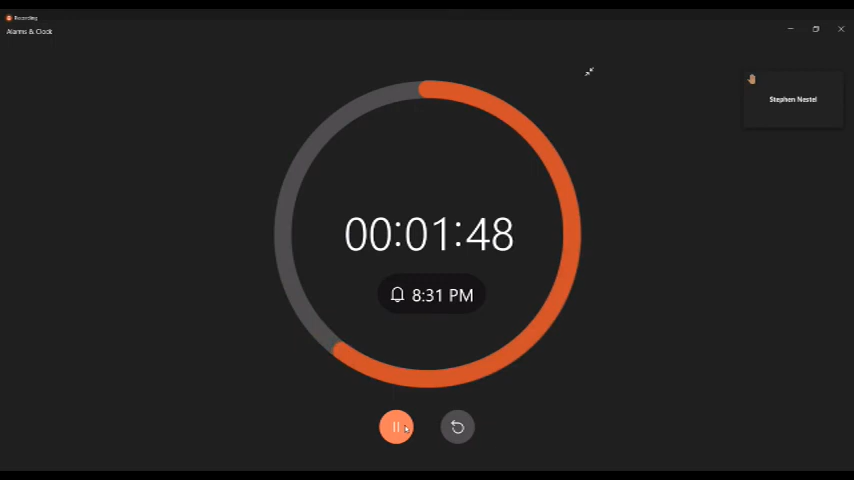 Recording
Alarms & Clock
Stephen Nestel
00:01:48
8:31 PM